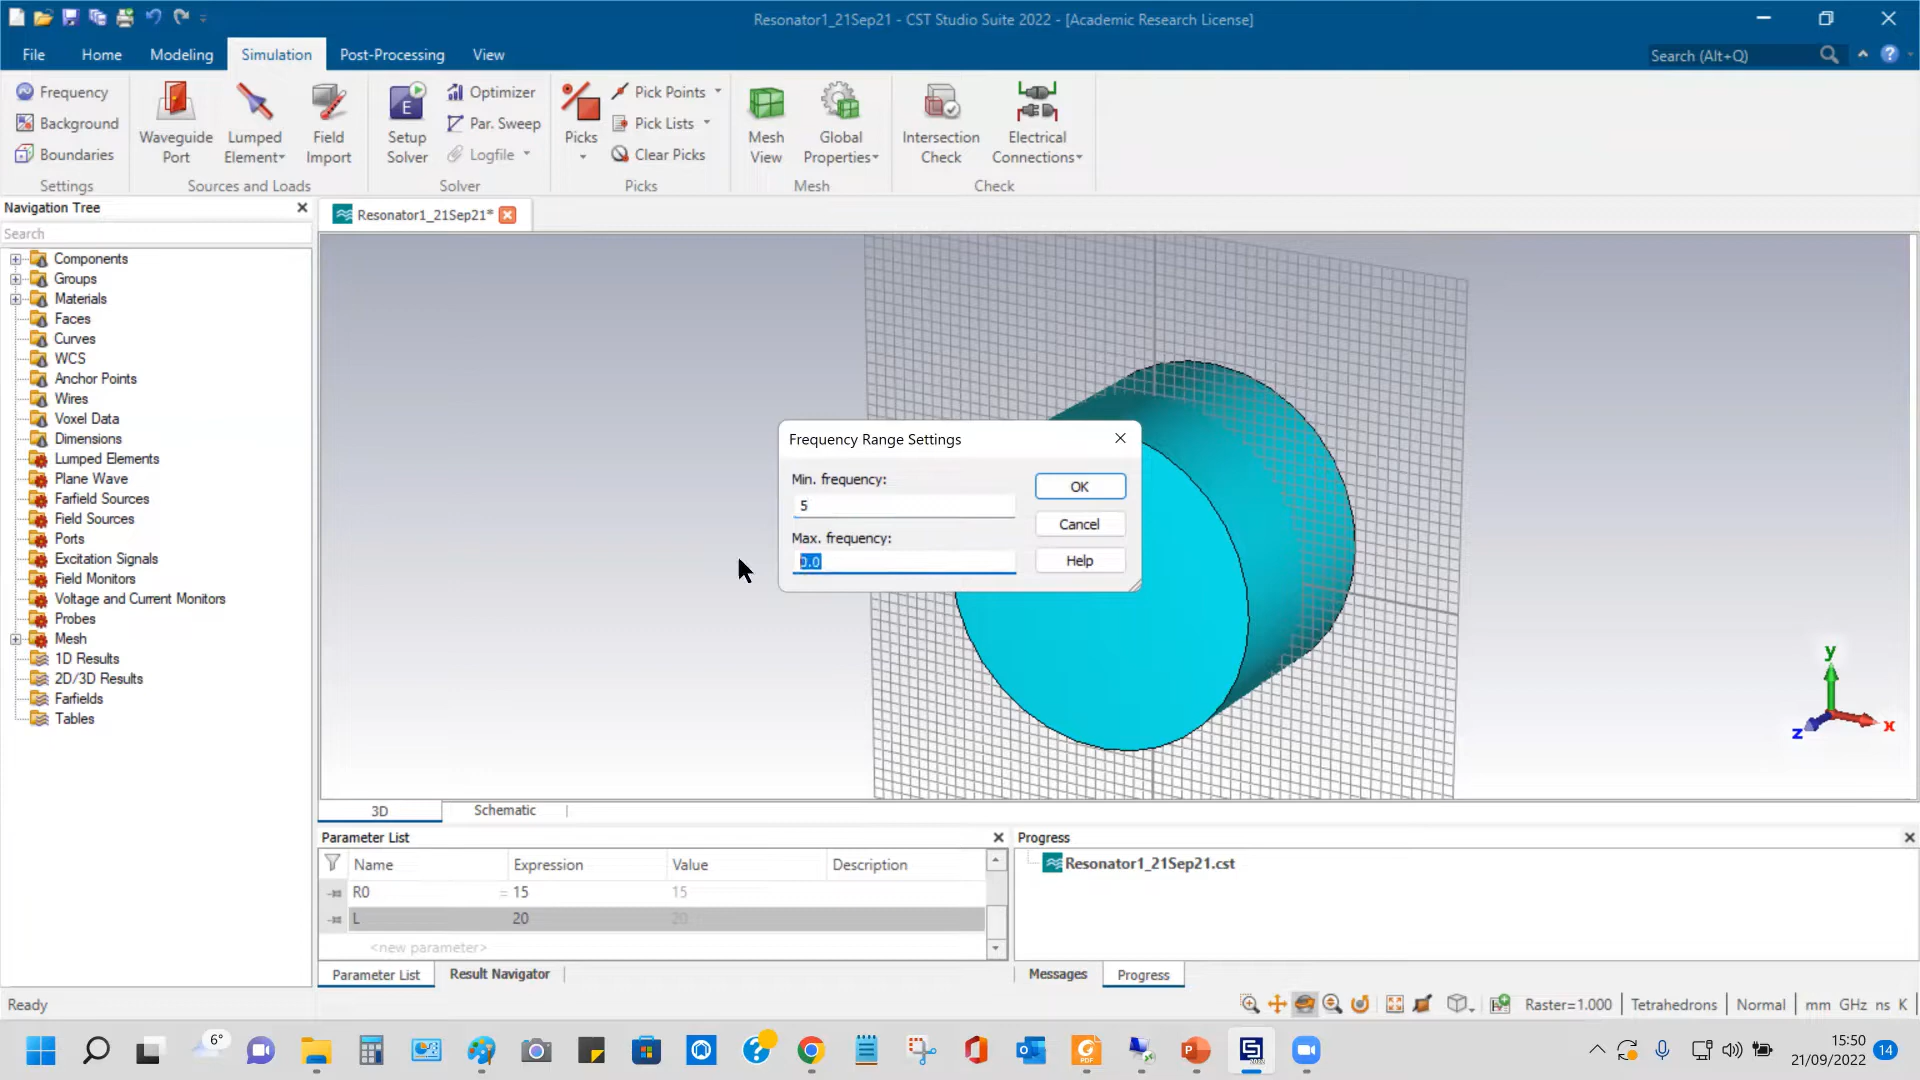 Resonator1_21Sep21 - CST Studio Suite 2022 - [Academic Research License]
File Home Modeling Simulation Post-Processing View
Search (Alt+Q)
Frequency
Background
Boundaries
Settings
Waveguide
Port
Lumped
Element
Field
Import
Sources and Loads
Setup
Solver
Optimizer
Par. Sweep
Logfile
Solver
Picks
Pick Points
Pick Lists
Clear Picks
Picks
Mesh
View
Global
Properties
Mesh
Intersection
Check
Electrical
Connections
Check
Navigation Tree
Search
Components
Groups
Materials
Faces
Curves
WCS
Anchor Points
Wires
Voxel Data
Dimensions
Lumped Elements
Plane Wave
Farfield Sources
Field Sources
Ports
Excitation Signals
Field Monitors
Voltage and Current Monitors
Probes
Mesh
1D Results
2D/3D Results
Farfields
Tables
Resonator1_21Sep21*
Frequency Range Settings
Min. frequency:
5
Max. frequency:
0.0
OK
Cancel
Help
y
x
z
3D Schematic
Parameter List
Name Expression Value Description
R0 = 15 15
L 20 20
<new parameter>
Parameter List Result Navigator
Progress
Resonator1_21Sep21.cst
Messages Progress
Ready
Raster=1.000 Tetrahedrons Normal mm GHz ns K
6°
15:50
21/09/2022
14